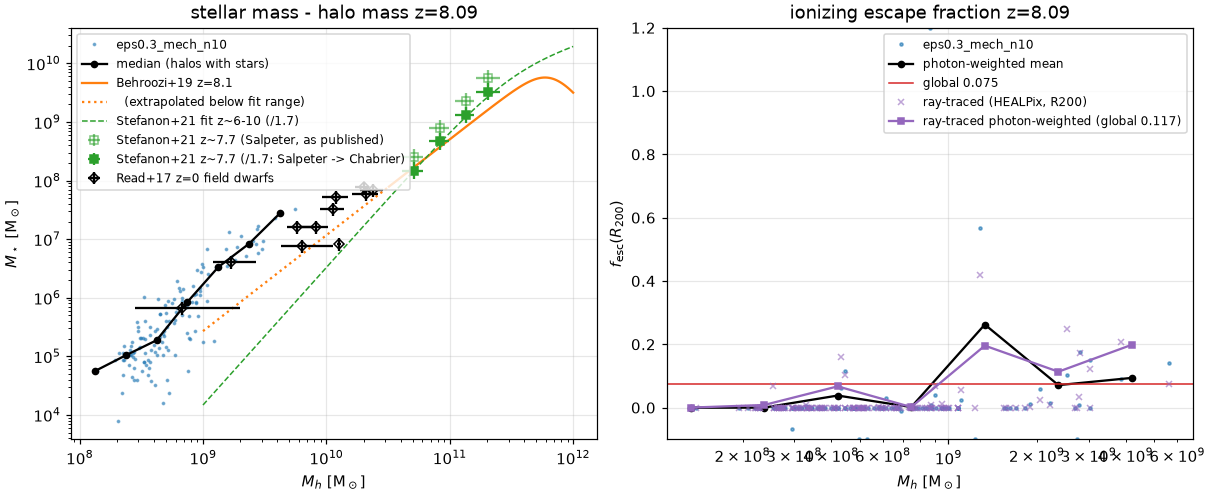 stellar mass - halo mass z=8.09
eps0.3_mech_n10
median (halos with stars)
Behroozi+19 z=8.1
(extrapolated below fit range)
Stefanon+21 fit z~6-10 (/1.7)
Stefanon+21 z~7.7 (Salpeter, as published)
Stefanon+21 z~7.7 (/1.7: Salpeter -> Chabrier)
Read+17 z=0 field dwarfs
10¹⁰
10⁹
10⁸
10⁷
10⁶
10⁵
10⁴
M⋆ [M⊙]
10⁸ 10⁹ 10¹⁰ 10¹¹ 10¹²
Mₕ [M⊙]
ionizing escape fraction z=8.09
eps0.3_mech_n10
photon-weighted mean
global 0.075
ray-traced (HEALPix, R200)
ray-traced photon-weighted (global 0.117)
1.2
1.0
0.8
0.6
0.4
0.2
0.0
f_esc(R₂₀₀)
2 × 10⁸ 3 × 10⁸ 4 × 10⁸ 6 × 10⁸ 10⁹ 2 × 10⁹ 3 × 10⁹ 4 × 10⁹ 6 × 10⁹
Mₕ [M⊙]